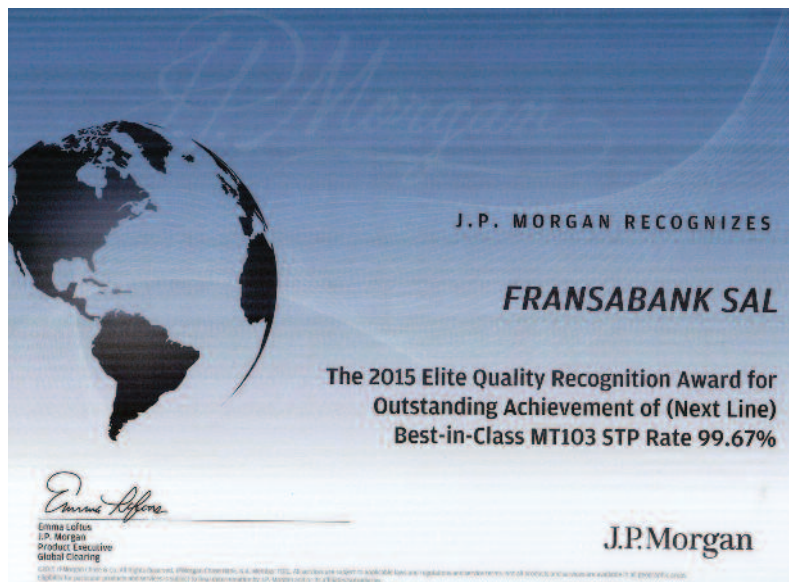 J.P. Morgan
J.P. MORGAN RECOGNIZES
FRANSABANK SAL
The 2015 Elite Quality Recognition Award for
Outstanding Achievement of (Next Line)
Best-in-Class MT103 STP Rate 99.67%
Emma Loftus
J.P. Morgan
Product Executive
Global Clearing
J.P.Morgan